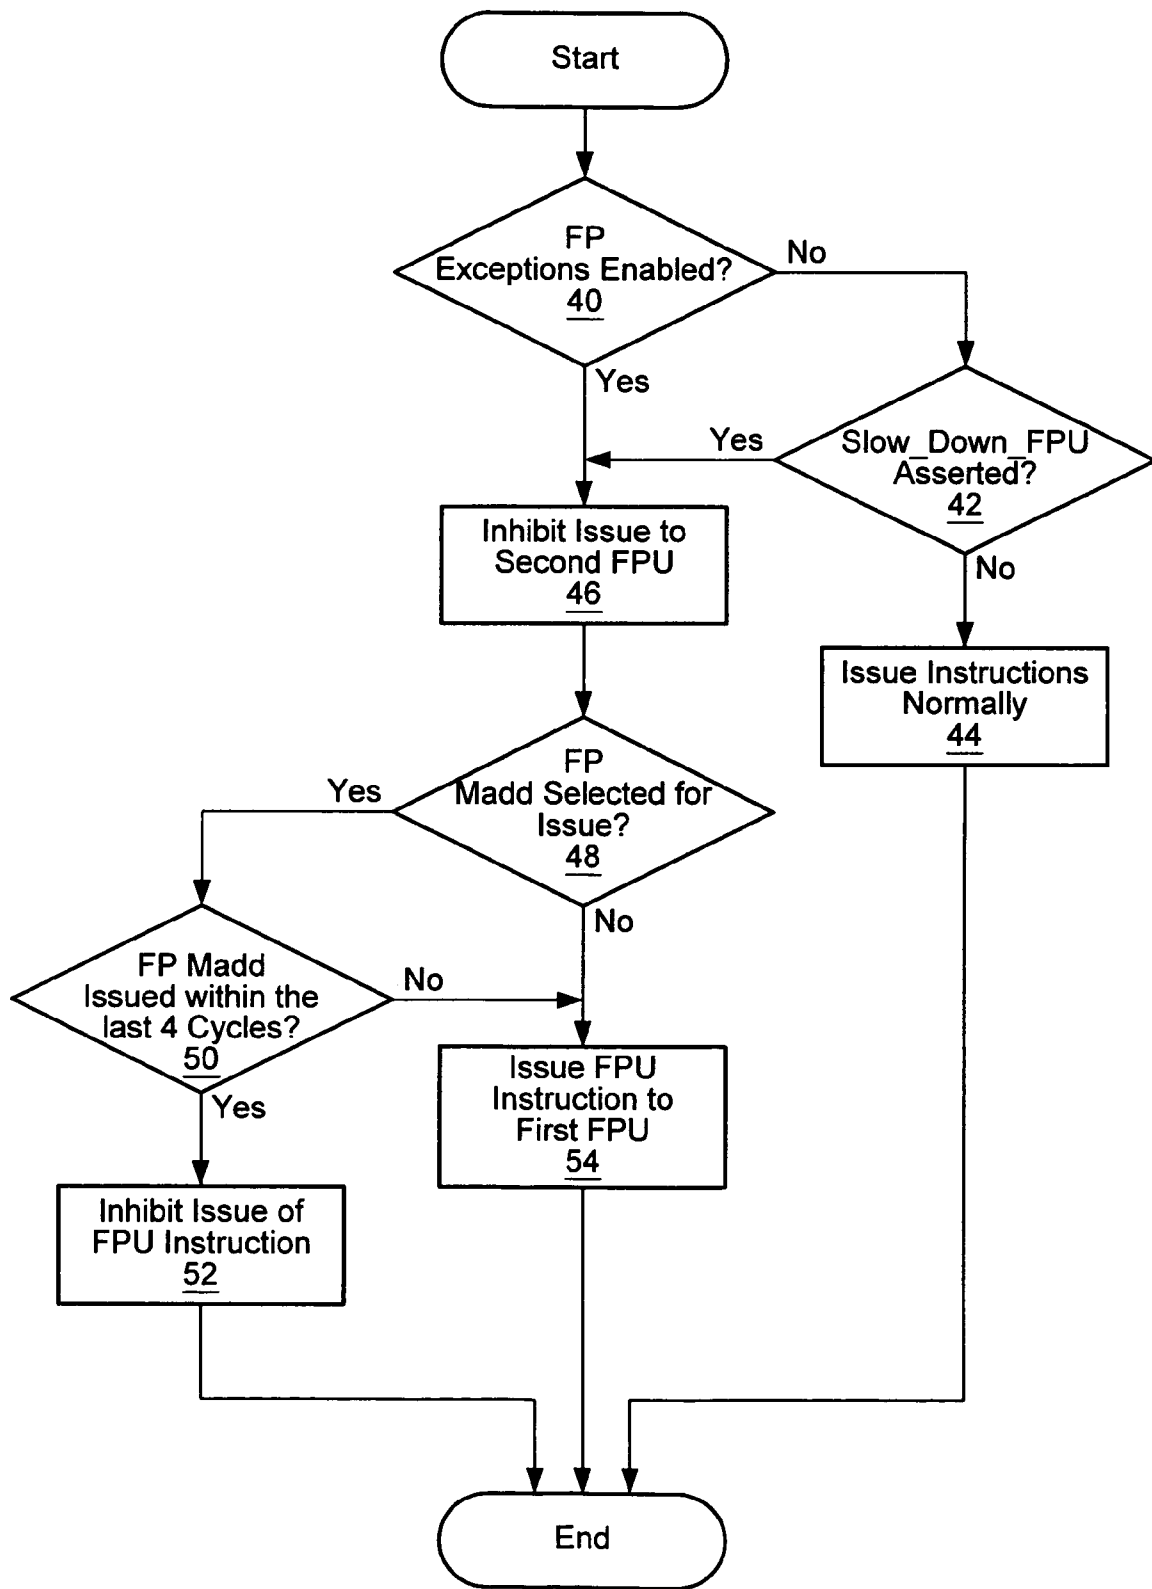 Start
FP
Exceptions Enabled?
40
No
Yes
Slow_Down_FPU
Asserted?
42
Yes
No
Inhibit Issue to
Second FPU
46
Issue Instructions
Normally
44
FP
Madd Selected for
Issue?
48
Yes
No
FP Madd
Issued within the
last 4 Cycles?
50
No
Yes
Issue FPU
Instruction to
First FPU
54
Inhibit Issue of
FPU Instruction
52
End